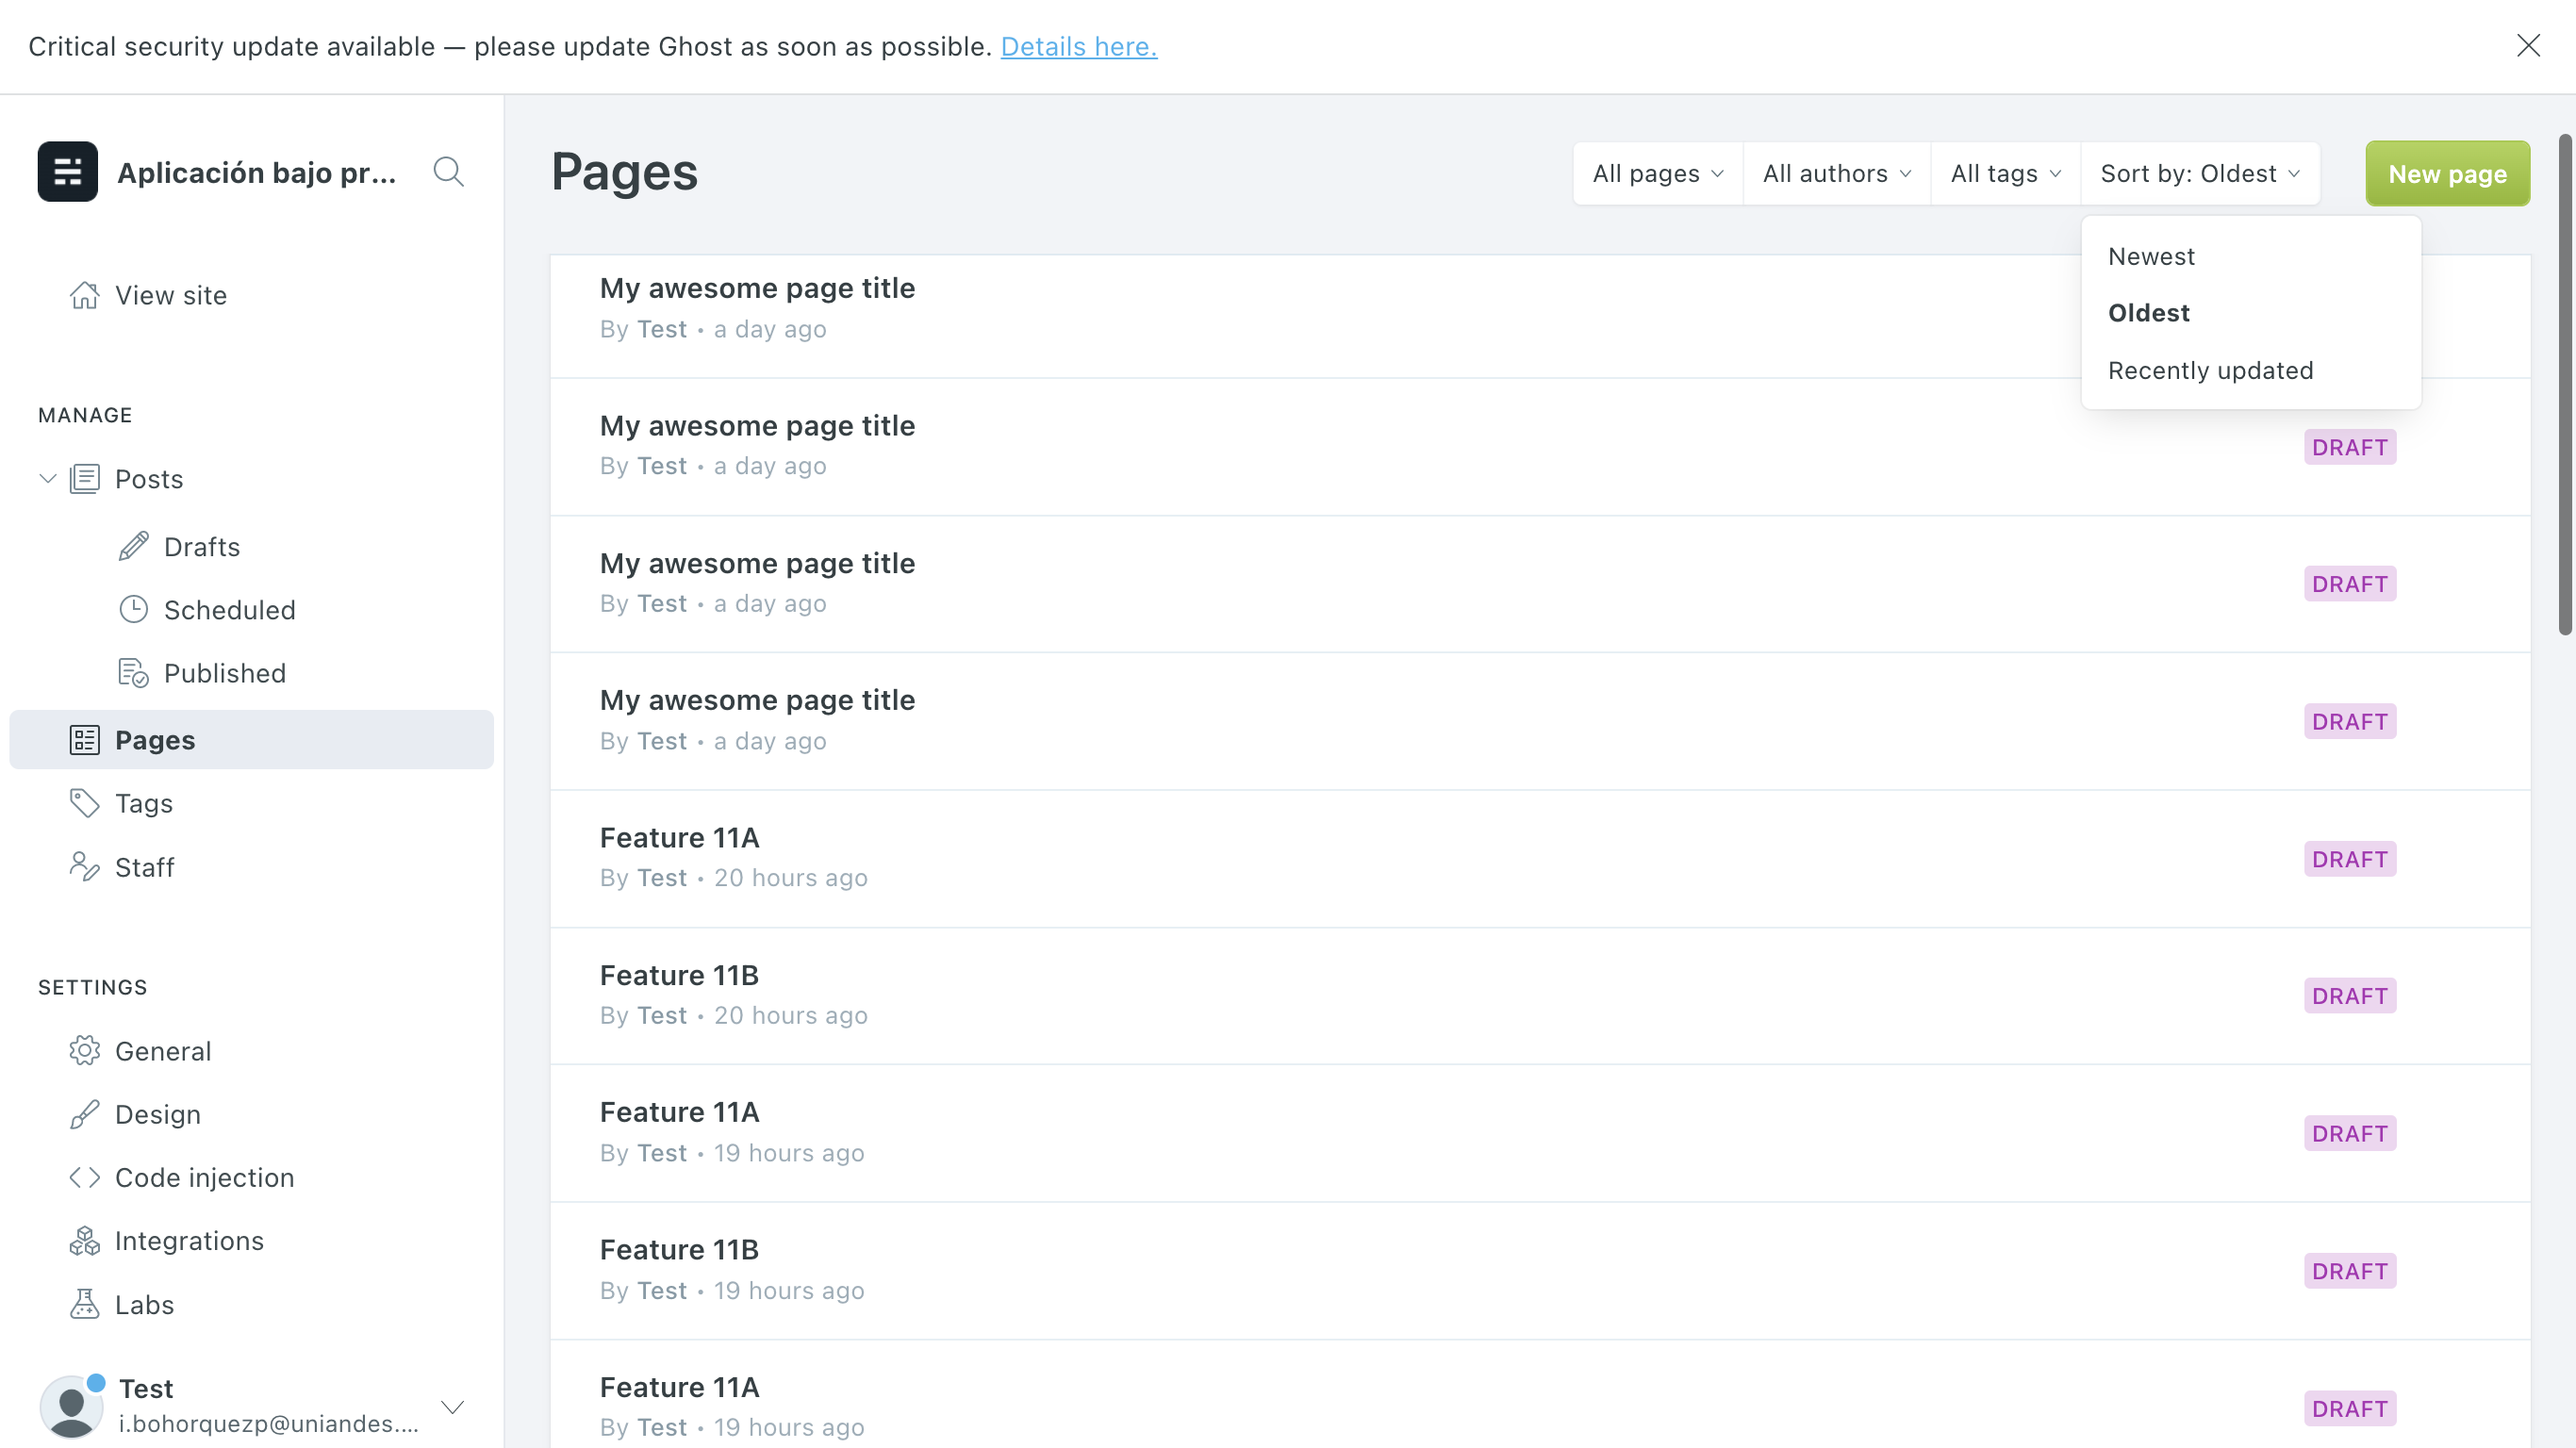 Critical security update available — please update Ghost as soon as possible. Details here.
Aplicación bajo pr...
View site
MANAGE
Posts
Drafts
Scheduled
Published
Pages
Tags
Staff
SETTINGS
General
Design
Code injection
Integrations
Labs
Test
i.bohorquezp@uniandes....
Pages
All pages
All authors
All tags
Sort by: Oldest
New page
Newest
Oldest
Recently updated
My awesome page title
By Test • a day ago
My awesome page title
By Test • a day ago
DRAFT
My awesome page title
By Test • a day ago
DRAFT
My awesome page title
By Test • a day ago
DRAFT
Feature 11A
By Test • 20 hours ago
DRAFT
Feature 11B
By Test • 20 hours ago
DRAFT
Feature 11A
By Test • 19 hours ago
DRAFT
Feature 11B
By Test • 19 hours ago
DRAFT
Feature 11A
By Test • 19 hours ago
DRAFT